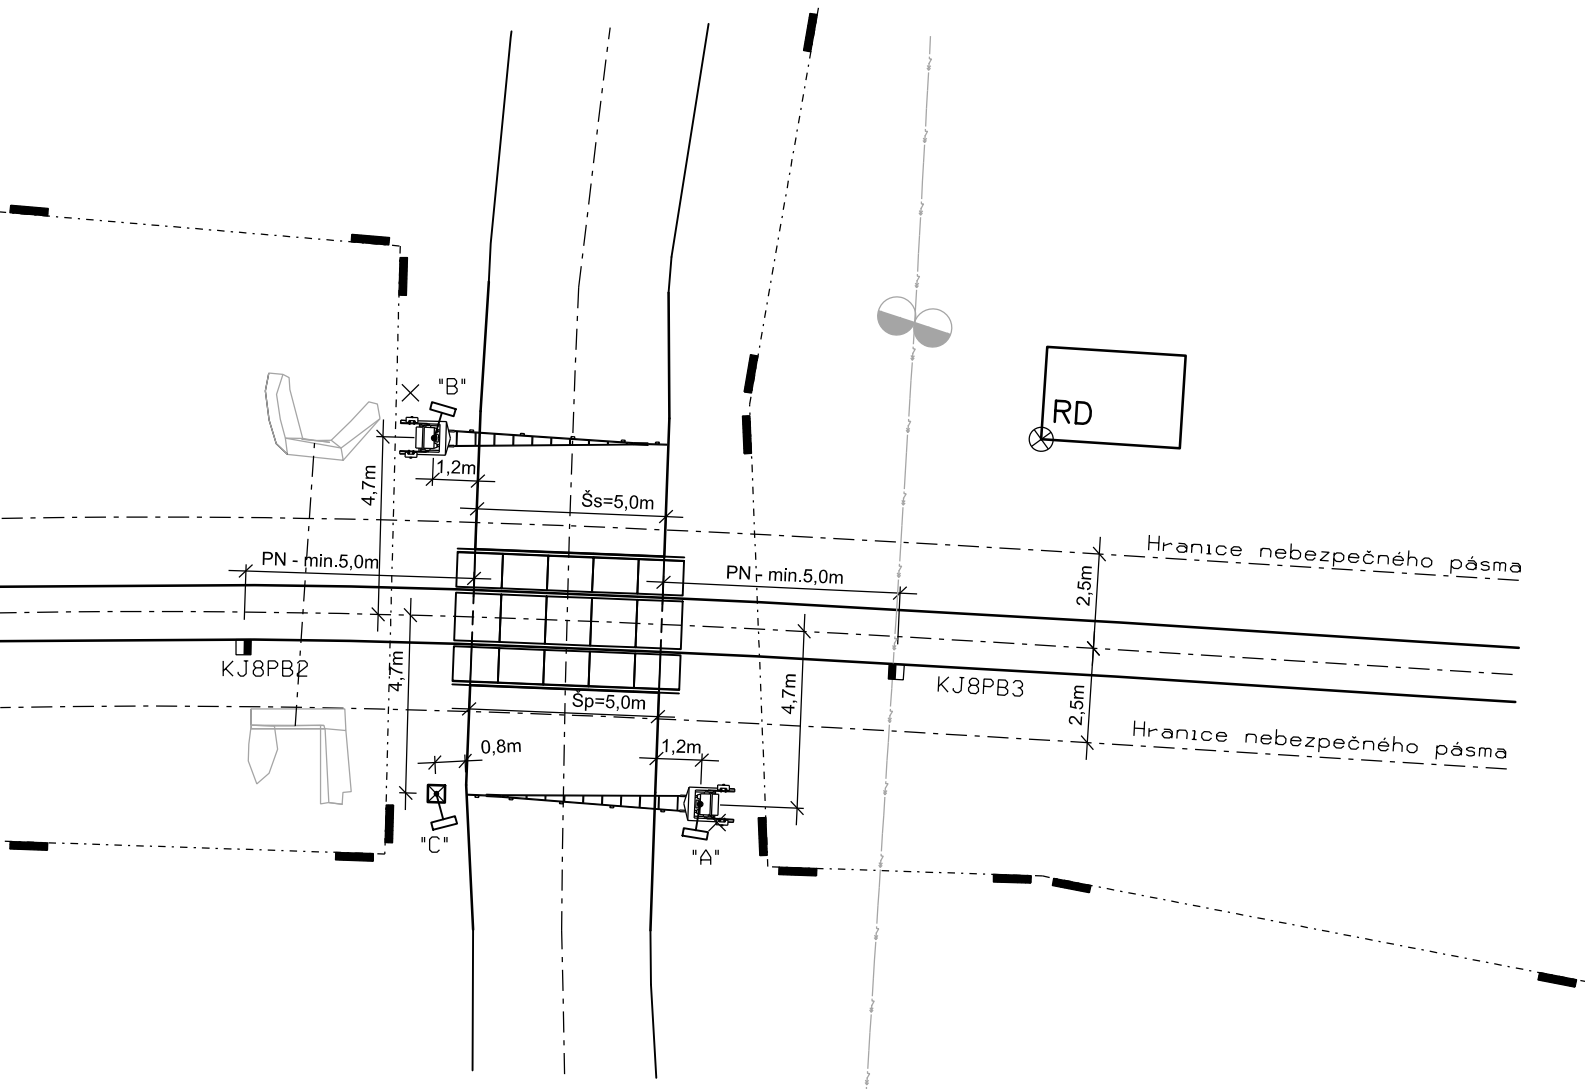 "B"
RD
1,2m
4,7m
Šs=5,0m
Hranice nebezpečného pásma
PN - min.5,0m
PN - min.5,0m
2,5m
KJ8PB2
4,7m
KJ8PB3
4,7m
2,5m
Šp=5,0m
Hranice nebezpečného pásma
0,8m
1,2m
"C"
"A"